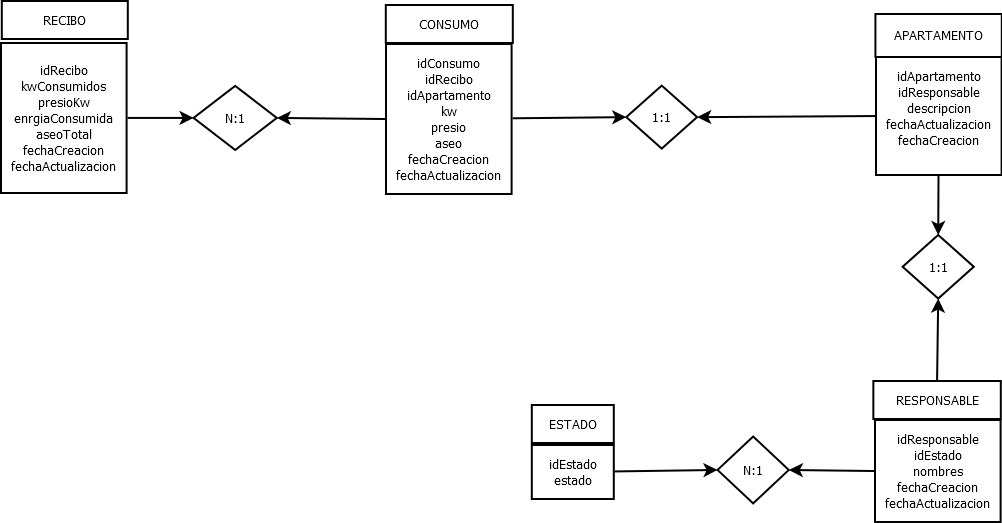 RECIBO
idRecibo
kwConsumidos
presioKw
enrgiaConsumida
aseoTotal
fechaCreacion
fechaActualizacion
N:1
CONSUMO
idConsumo
idRecibo
idApartamento
kw
presio
aseo
fechaCreacion
fechaActualizacion
1:1
APARTAMENTO
idApartamento
idResponsable
descripcion
fechaActualizacion
fechaCreacion
1:1
ESTADO
idEstado
estado
N:1
RESPONSABLE
idResponsable
idEstado
nombres
fechaCreacion
fechaActualizacion